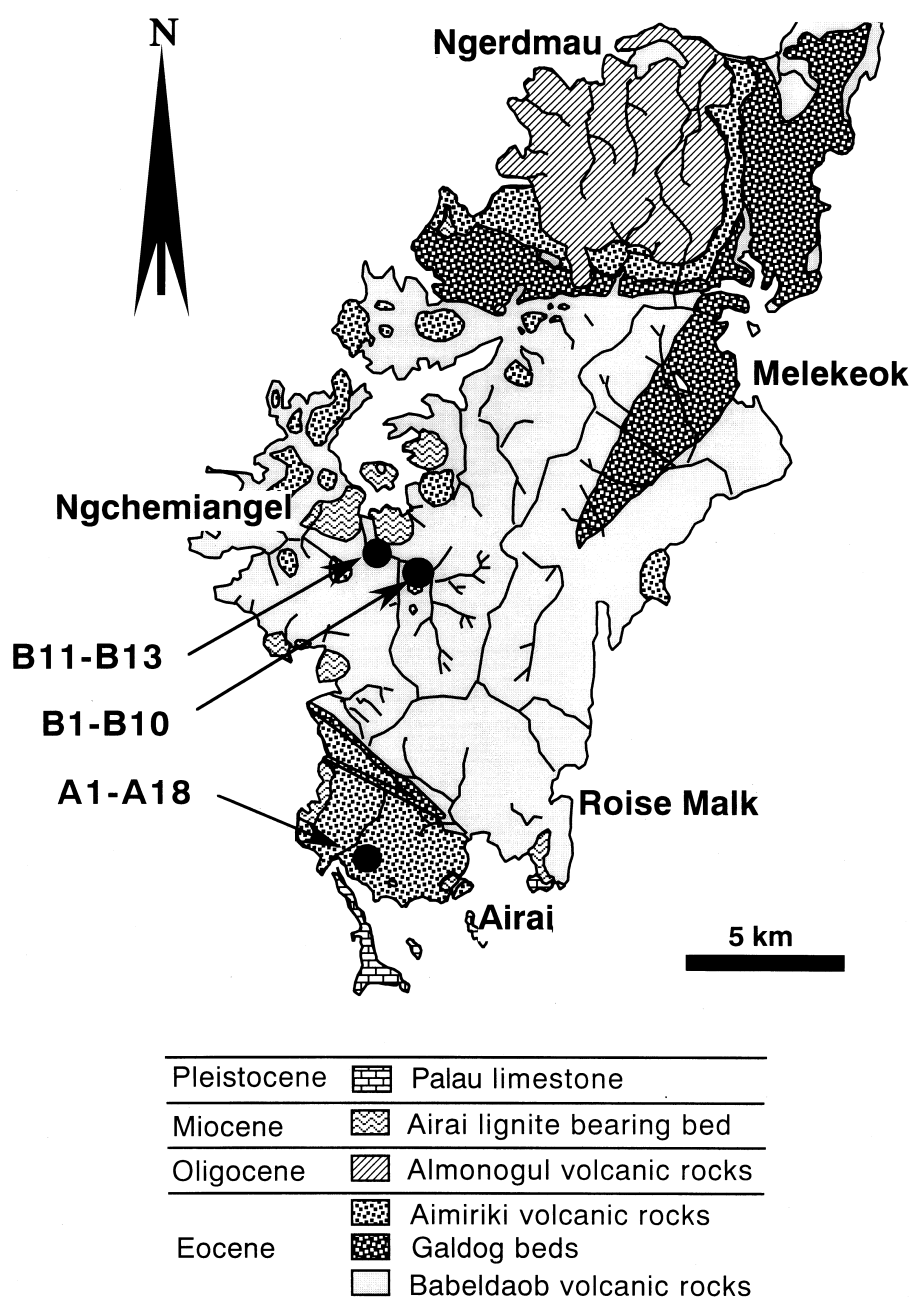 N
Ngerdmau
Melekeok
Ngchemiangel
B11-B13
B1-B10
A1-A18
Roise Malk
Airai
5 km
Pleistocene Palau limestone
Miocene Airai lignite bearing bed
Oligocene Almonogul volcanic rocks
Aimiriki volcanic rocks
Eocene Galdog beds
Babeldaob volcanic rocks